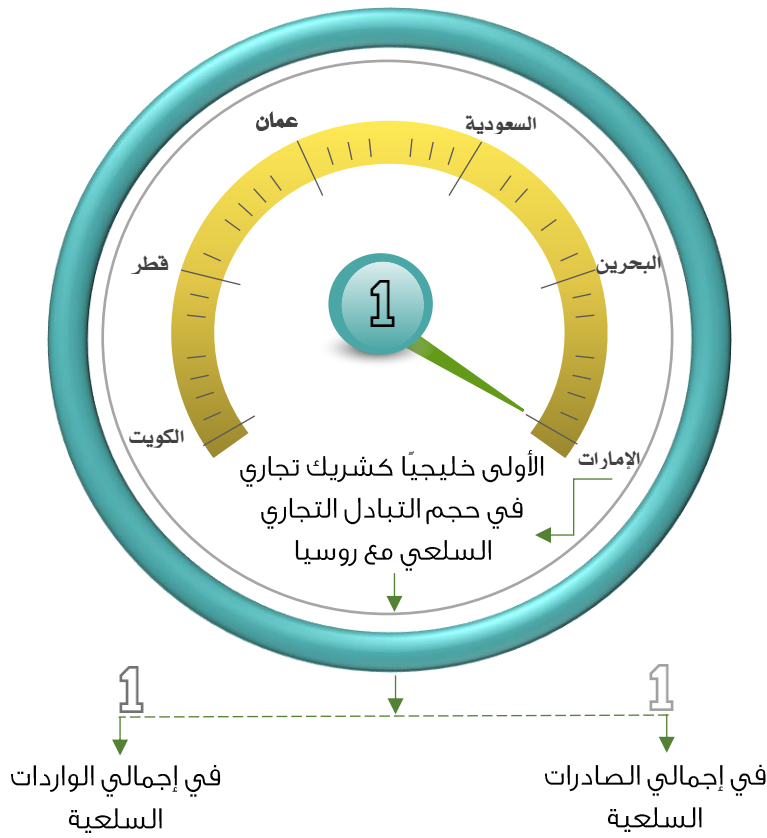 عمان
السعودية
قطر
البحرين
1
الكويت
الإمارات
الأولى خليجيًا كشريك تجاري
في حجم التبادل التجاري
السلعي مع روسيا
1
في إجمالي الصادرات
السلعية
1
في إجمالي الواردات
السلعية